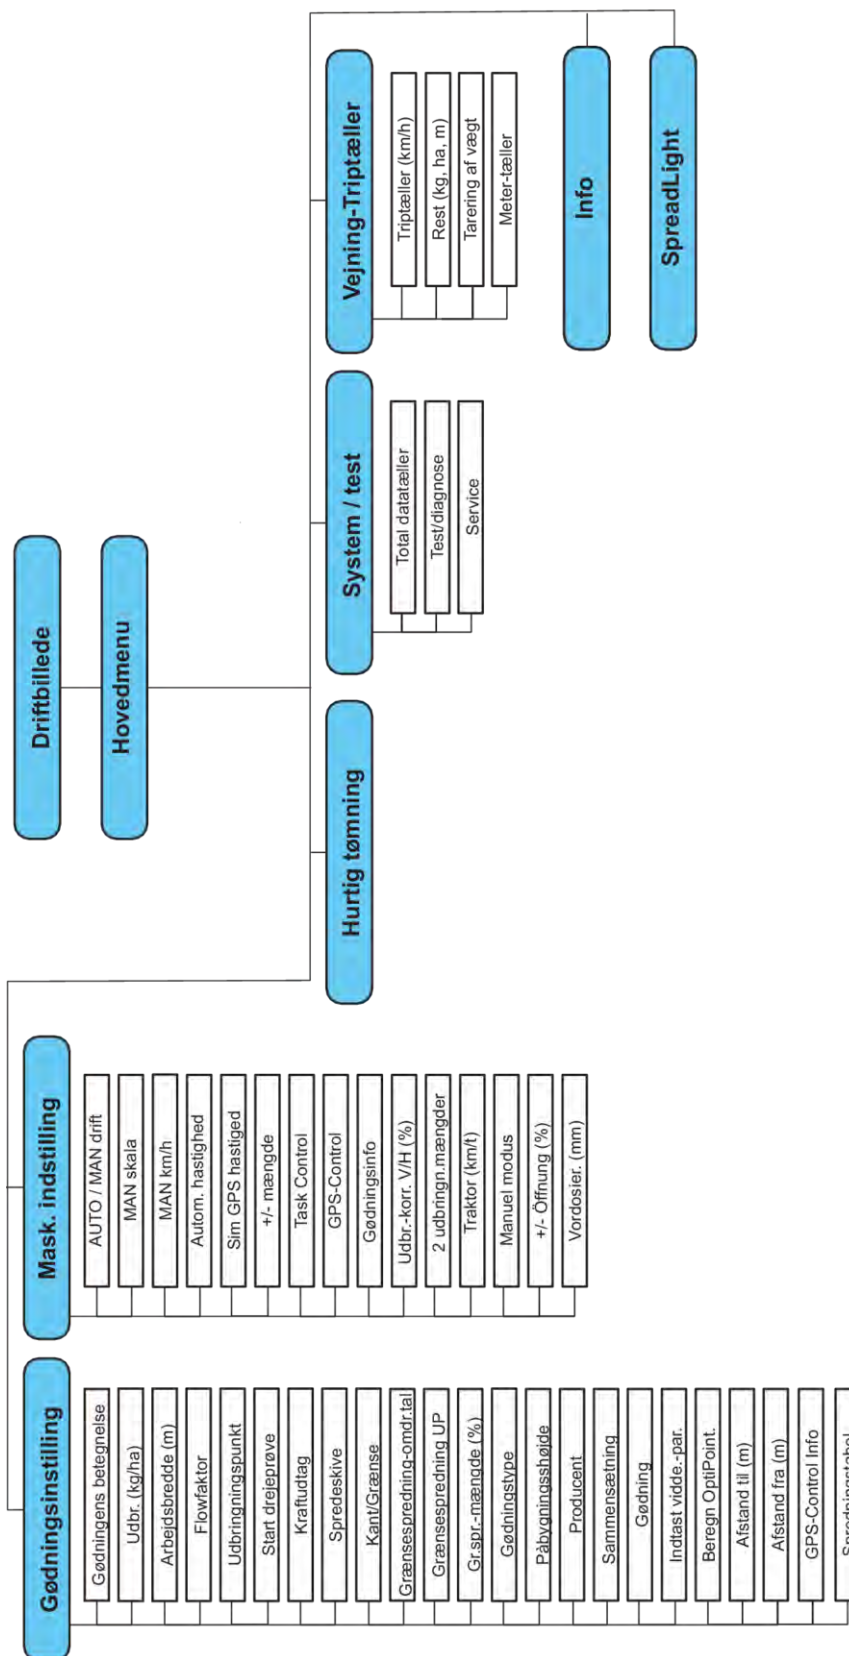 Driftbillede
Hovedmenu
Gødningsinstilling
Gødningens betegnelse
Udbr. (kg/ha)
Arbejdsbredde (m)
Flowfaktor
Udbringningspunkt
Start drejeprøve
Kraftudtag
Spredeskive
Kant/Grænse
Grænsespredning-omdr.tal
Grænsespredning UP
Gr.spr.-mængde (%)
Gødningstype
Påbygningsshøjde
Producent
Sammensætning
Gødning
Indtast vidde.-par.
Beregn OptiPoint.
Afstand til (m)
Afstand fra (m)
GPS-Control Info
Mask. indstilling
AUTO / MAN drift
MAN skala
MAN km/h
Autom. hastighed
Sim GPS hastiged
+/- mængde
Task Control
GPS-Control
Gødningsinfo
Udbr.-korr. V/H (%)
2 udbringn.mængder
Traktor (km/t)
Manuel modus
+/- Öffnung (%)
Vordosier. (mm)
Hurtig tømning
System / test
Total datatæller
Test/diagnose
Service
Vejning-Triptæller
Triptæller (km/h)
Rest (kg, ha, m)
Tarering af vægt
Meter-tæller
Info
SpreadLight